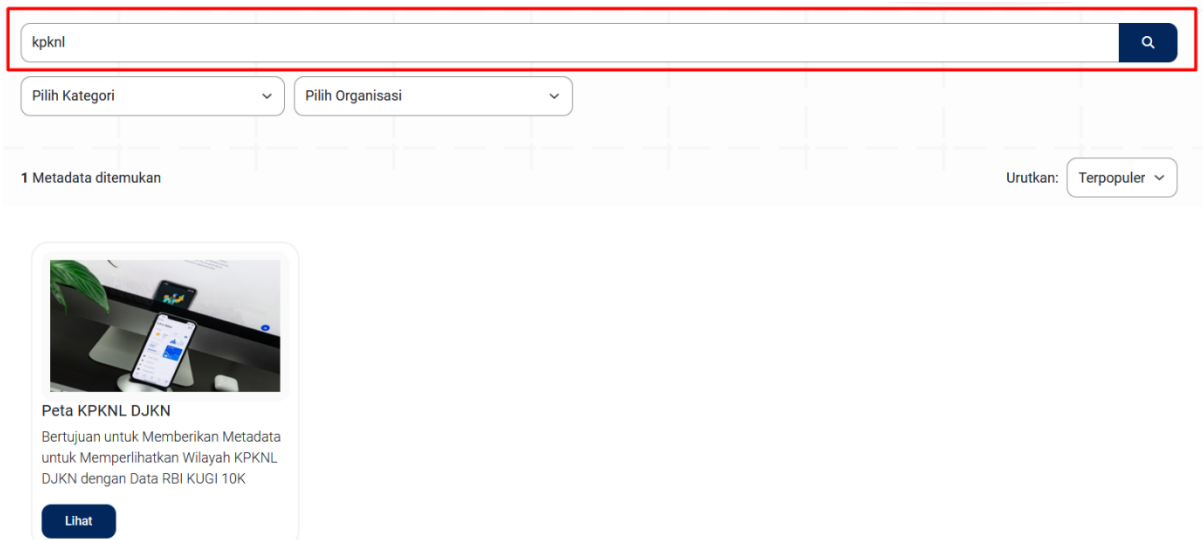 kpknl
Pilih Kategori
Pilih Organisasi
1 Metadata ditemukan
Urutkan:
Terpopuler
Peta KPKNL DJKN
Bertujuan untuk Memberikan Metadata
untuk Memperlihatkan Wilayah KPKNL
DJKN dengan Data RBI KUGI 10K
Lihat